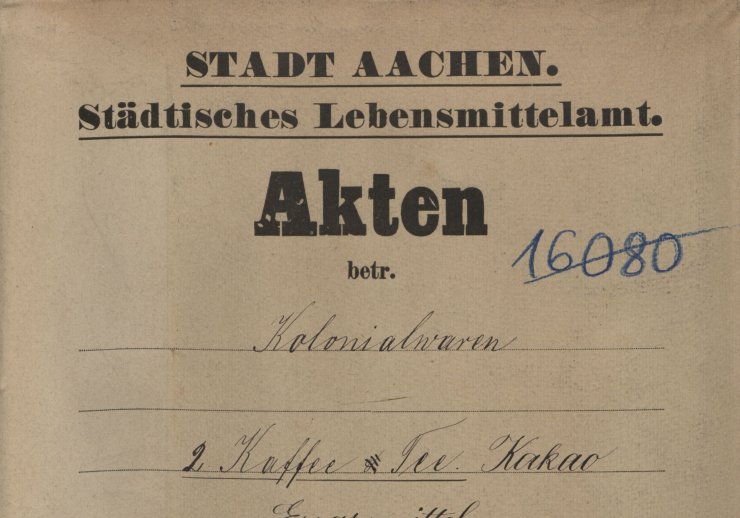 STADT AACHEN.
Städtisches Lebensmittelamt.
Akten
16080
betr.
Kolonialwaren
2 Kaffee Tee. Kakao